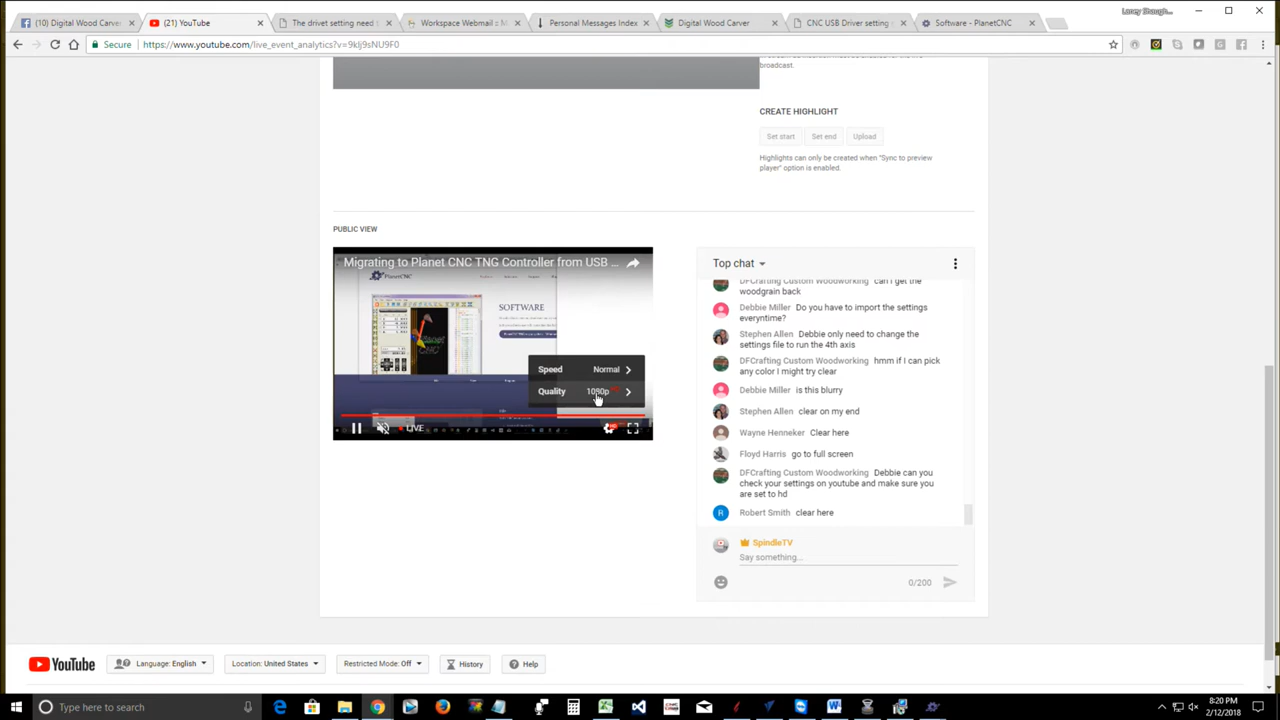 (10) Digital Wood Carve
(21) YouTube
The drivet setting need
Workspace Webmail
Personal Messages Index
Digital Wood Carver
CNC USB Driver setting
Software - PlanetCNC
Secure
https://www.youtube.com/live_event_analytics?v=9kIj9sNU9F0
broadcast.
CREATE HIGHLIGHT
Set start
Set end
Upload
Highlights can only be created when "Sync to preview
player" option is enabled.
PUBLIC VIEW
Migrating to Planet CNC TNG Controller from USB ...
PlanetCNC
SOFTWARE
Speed Normal
Quality 1080p
LIVE
Top chat
DFCrafting Custom Woodworking can I get the
woodgrain back
Debbie Miller Do you have to import the settings
everyntime?
Stephen Allen Debbie only need to change the
settings file to run the 4th axis
DFCrafting Custom Woodworking hmm if I can pick
any color I might try clear
Debbie Miller is this blurry
Stephen Allen clear on my end
Wayne Henneker Clear here
Floyd Harris go to full screen
DFCrafting Custom Woodworking Debbie can you
check your settings on youtube and make sure you
are set to hd
R Robert Smith clear here
SpindleTV
Say something...
0/200
YouTube
Language: English
Location: United States
Restricted Mode: Off
History
Help
Type here to search
8:20 PM
2/12/2018